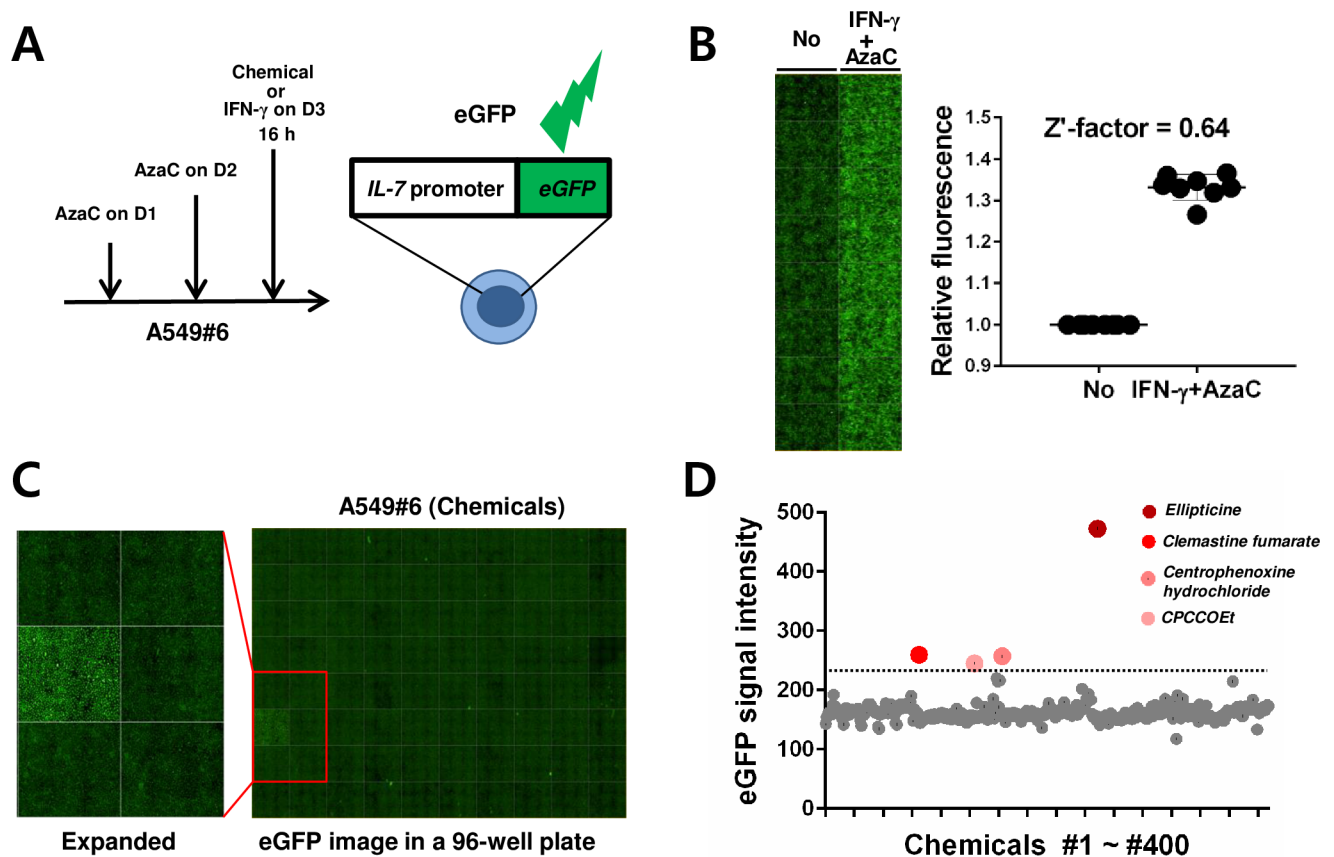 A
Chemical
or
IFN-γ on D3
16 h
AzaC on D2
AzaC on D1
A549#6
eGFP
IL-7 promoter
eGFP
B
No
IFN-γ
+
AzaC
Relative fluorescence
Z'-factor = 0.64
1.5
1.4
1.3
1.2
1.1
1.0
0.9
No
IFN-γ+AzaC
C
A549#6 (Chemicals)
Expanded
eGFP image in a 96-well plate
D
eGFP signal intensity
500
400
300
200
100
0
Ellipticine
Clemastine fumarate
Centrophenoxine
hydrochloride
CPCCOEt
Chemicals #1 ~ #400